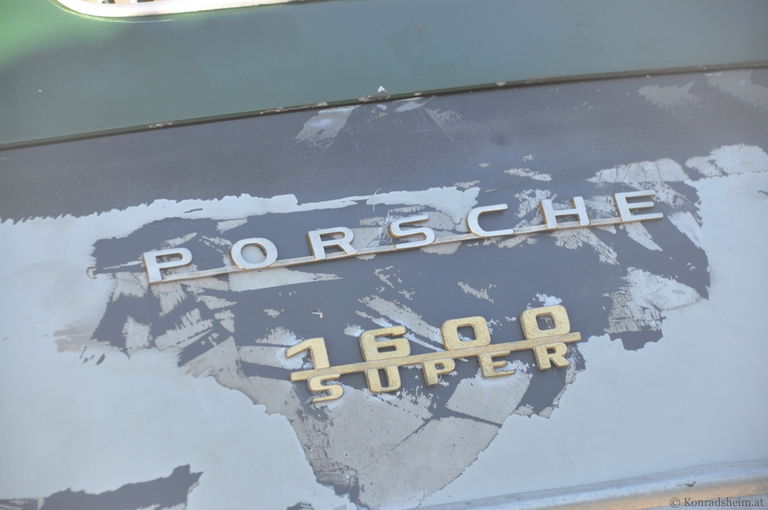 PORSCHE
1600
SUPER
© Konradsheim.at